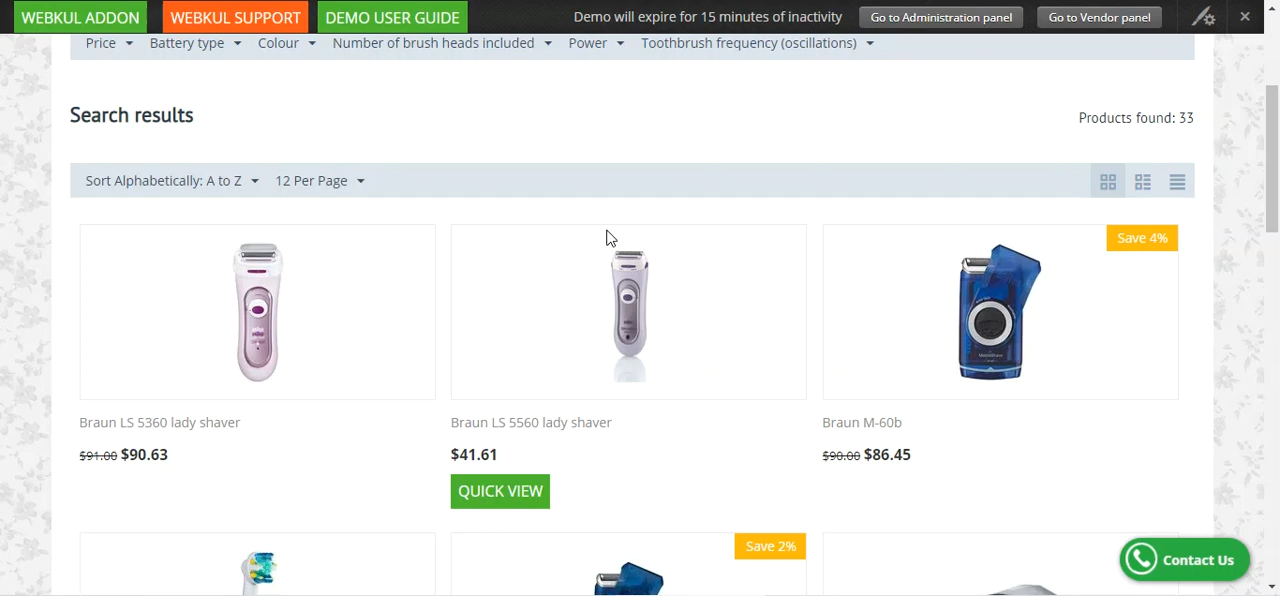 WEBKUL ADDON WEBKUL SUPPORT DEMO USER GUIDE Demo will expire for 15 minutes of inactivity Go to Administration panel Go to Vendor panel
Price Battery type Colour Number of brush heads included Power Toothbrush frequency (oscillations)
Search results Products found: 33
Sort Alphabetically: A to Z 12 Per Page
Save 4%
Braun LS 5360 lady shaver Braun LS 5560 lady shaver Braun M-60b
$91.00 $90.63 $41.61 $90.00 $86.45
QUICK VIEW
Save 2%
Contact Us